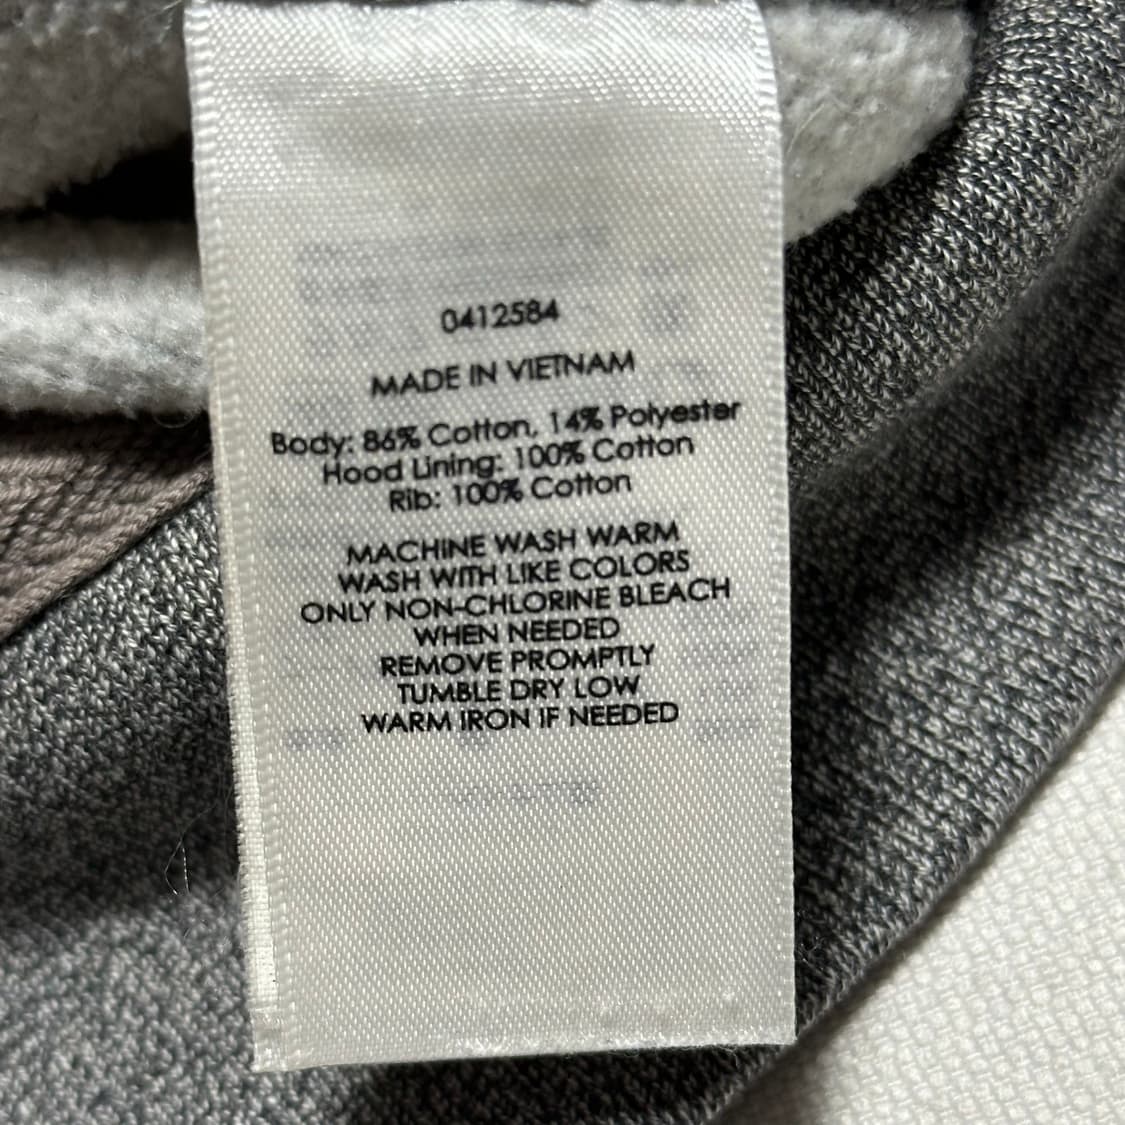 0412584
MADE IN VIETNAM
Body: 86% Cotton, 14% Polyester
Hood Lining: 100% Cotton
Rib: 100% Cotton
MACHINE WASH WARM
WASH WITH LIKE COLORS
ONLY NON-CHLORINE BLEACH
WHEN NEEDED
REMOVE PROMPTLY
TUMBLE DRY LOW
WARM IRON IF NEEDED